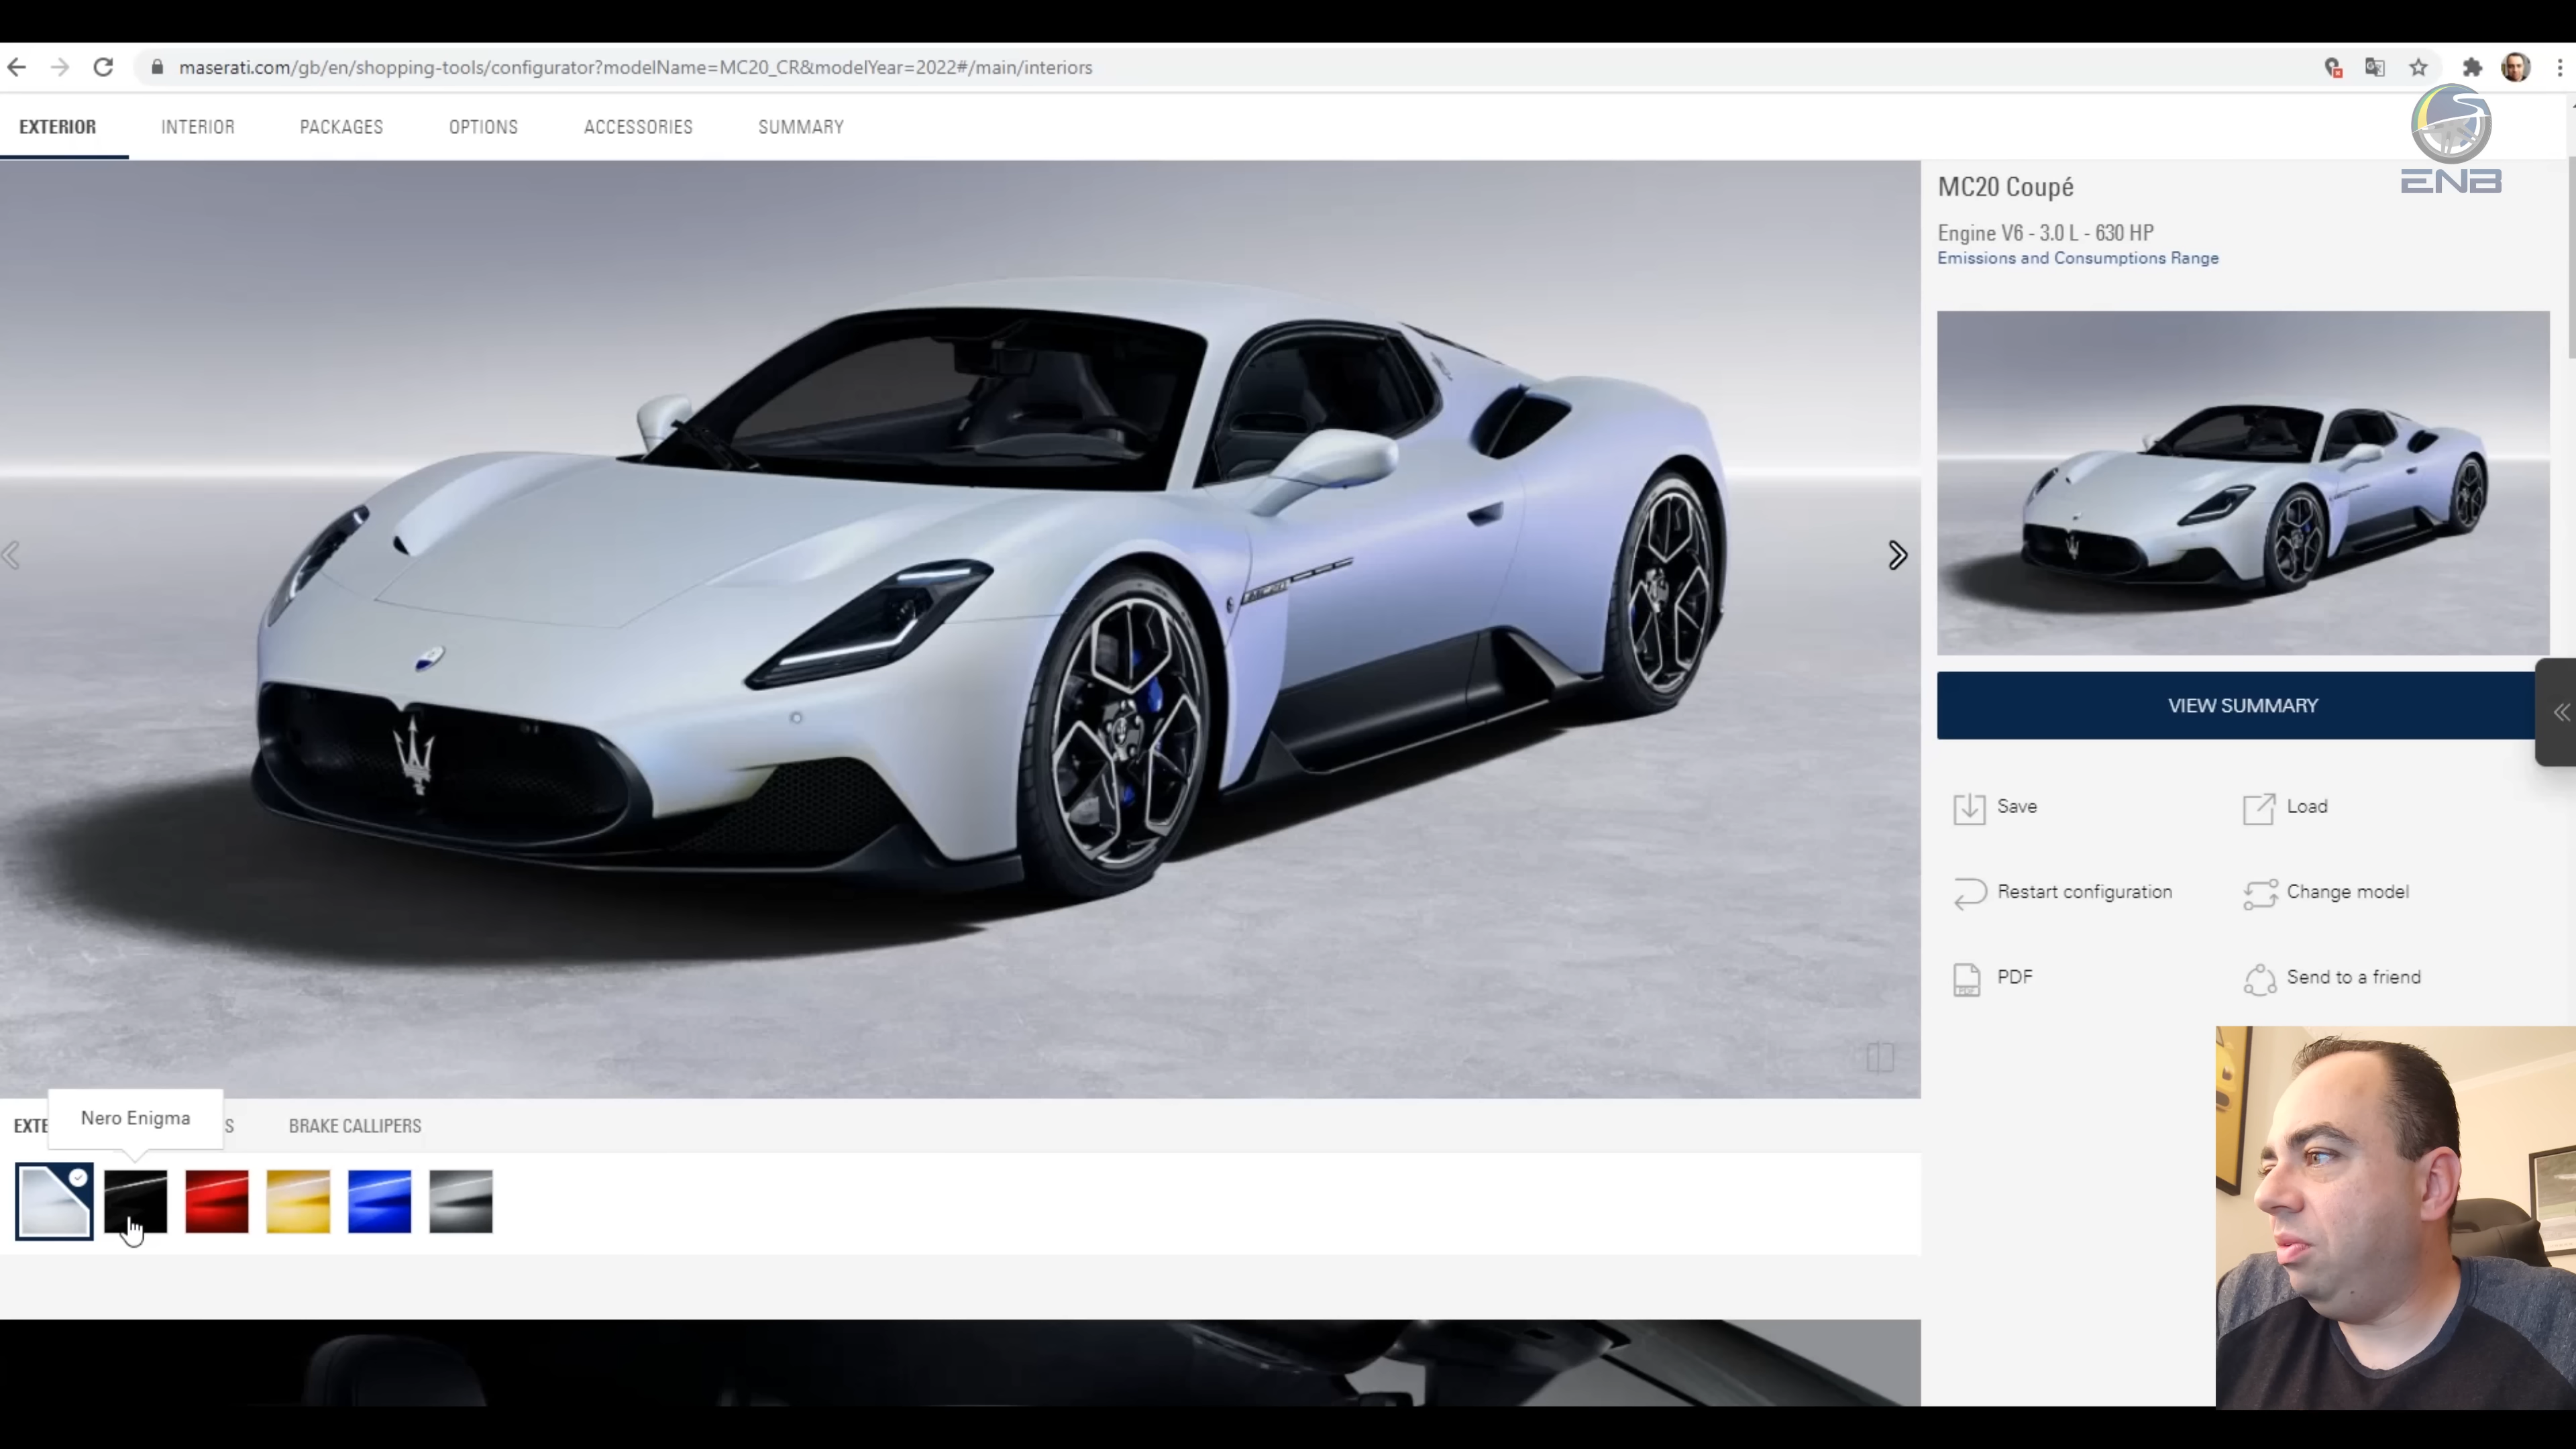 maserati.com/gb/en/shopping-tools/configurator?modelName=MC20_CR&modelYear=2022#/main/interiors
EXTERIOR INTERIOR PACKAGES OPTIONS ACCESSORIES SUMMARY
ENB
MC20 Coupé
Engine V6 - 3.0 L - 630 HP
Emissions and Consumptions Range
VIEW SUMMARY
Save Load
Restart configuration Change model
PDF Send to a friend
Nero Enigma
EXTE S BRAKE CALLIPERS